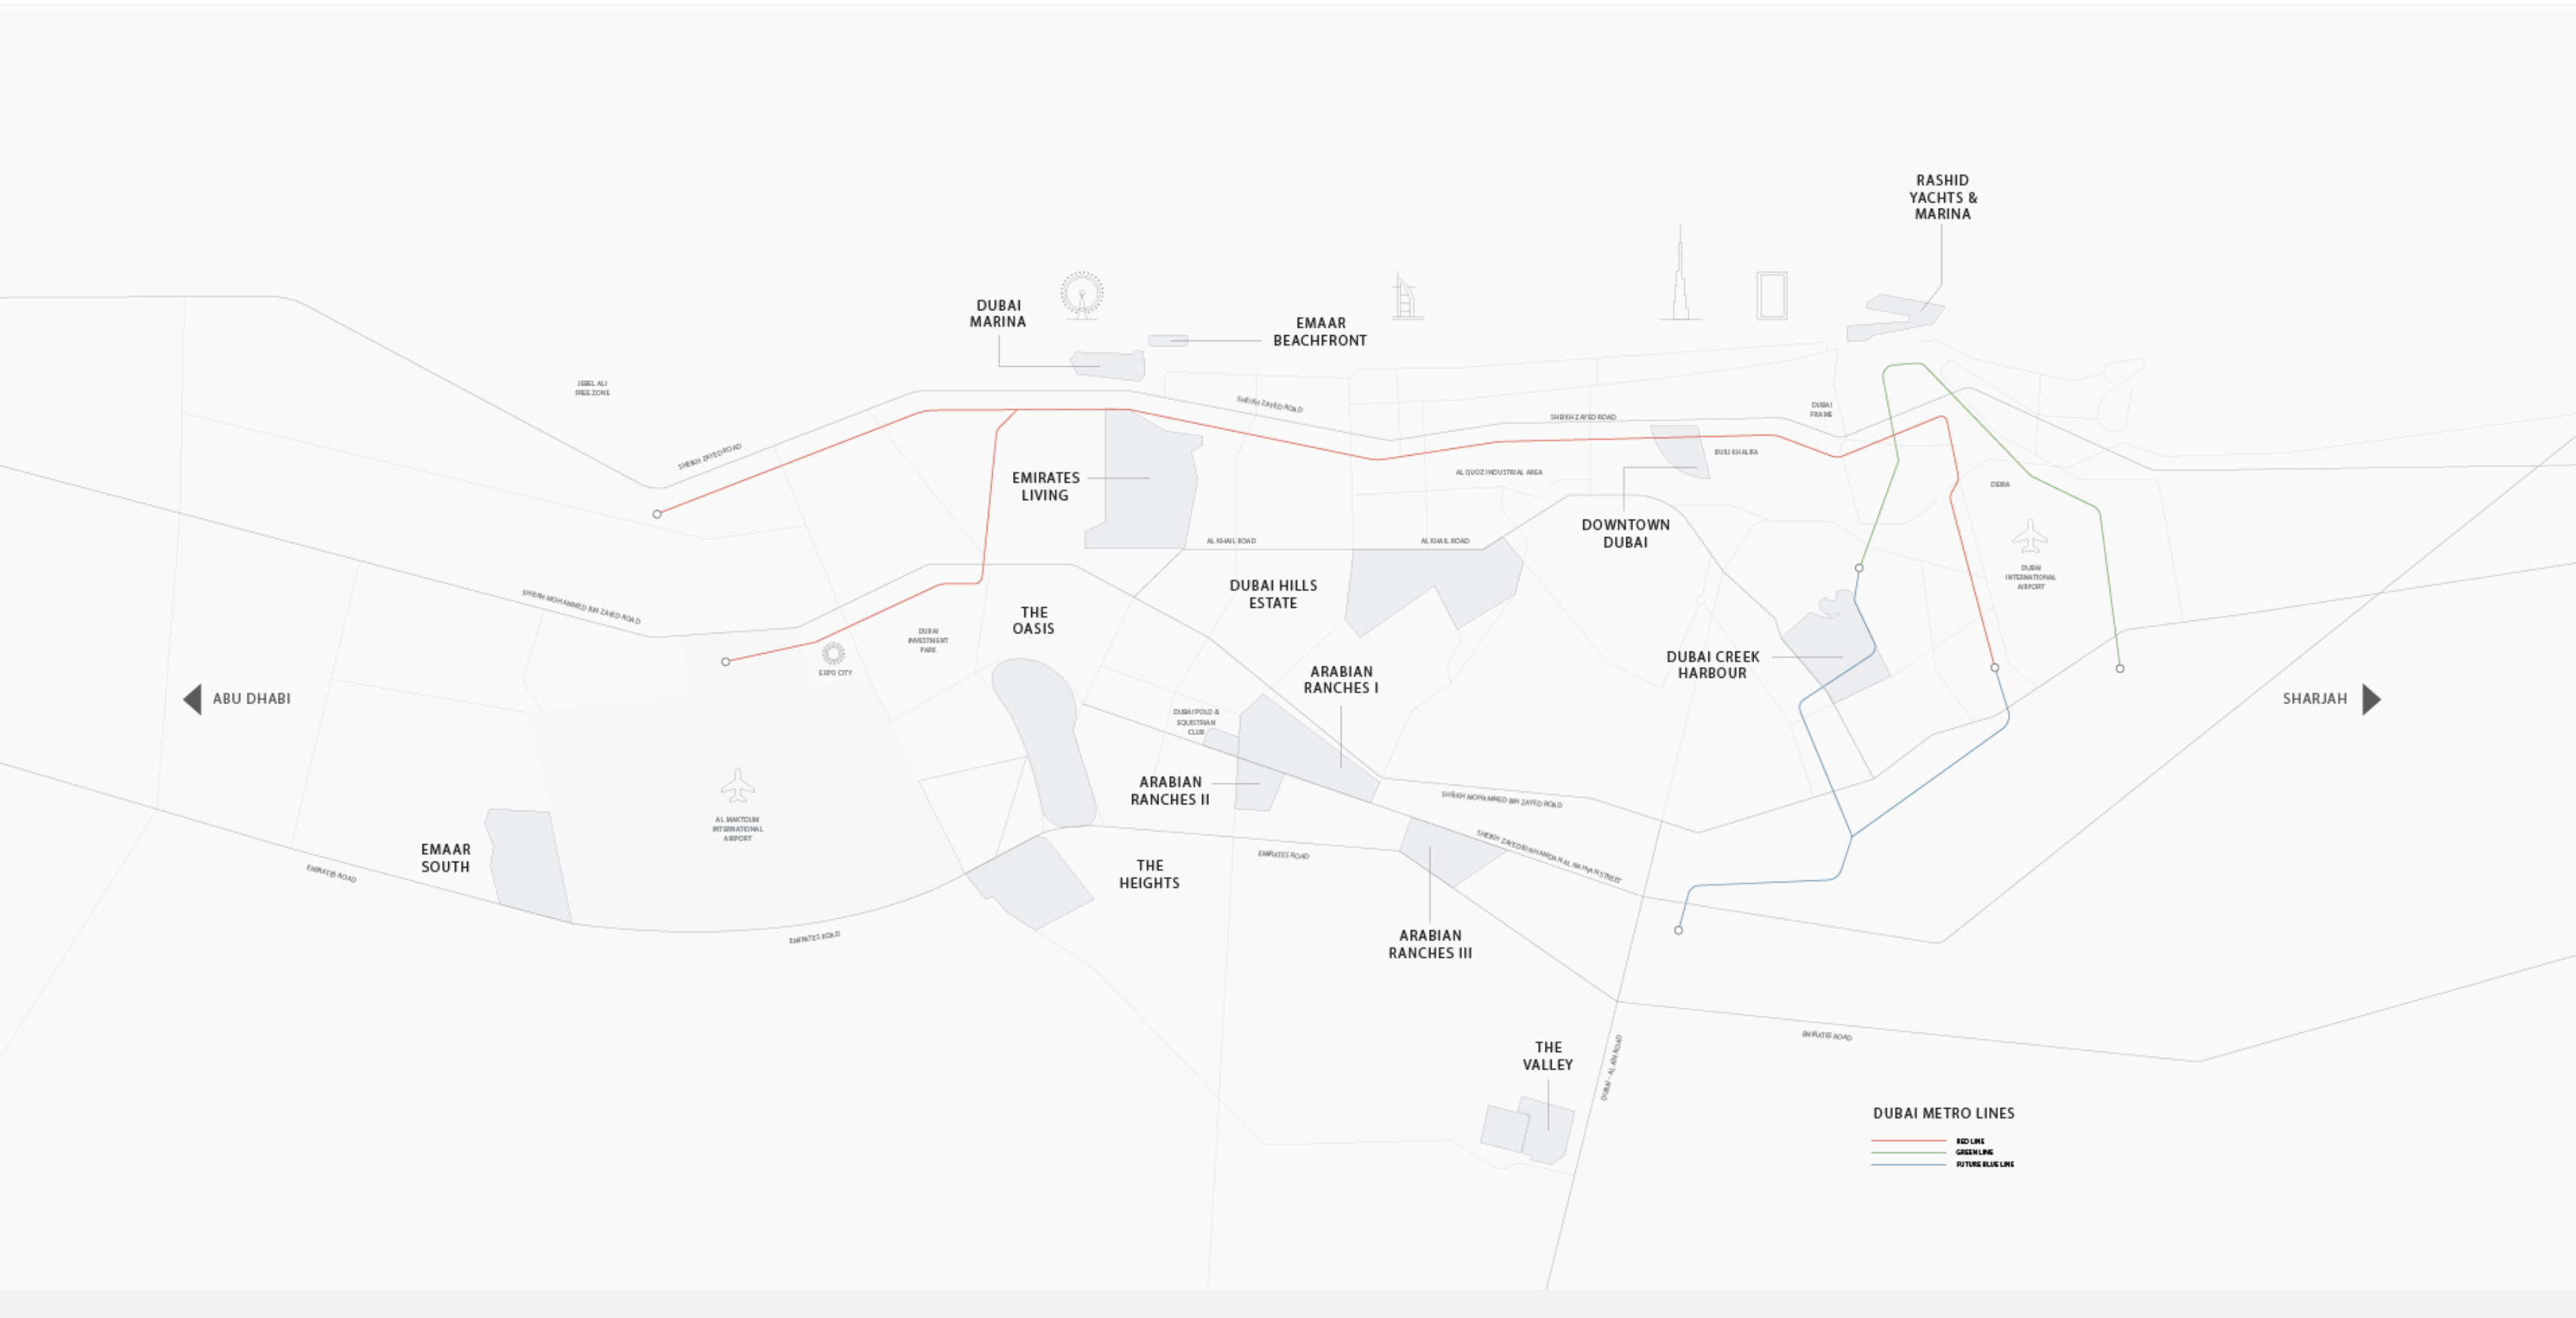 RASHID
YACHTS &
MARINA
DUBAI
MARINA
EMAAR
BEACHFRONT
JEBEL ALI
FREE ZONE
SHEIKH ZAYED ROAD
SHEIKH ZAYED ROAD
SHEIKH ZAYED ROAD
DUBAI
FRAME
BURJ KHALIFA
AL QUOZ INDUSTRIAL AREA
EMIRATES
LIVING
DEIRA
DOWNTOWN
DUBAI
AL KHAIL ROAD
AL KHAIL ROAD
DUBAI
INTERNATIONAL
AIRPORT
DUBAI HILLS
ESTATE
SHEIKH MOHAMMED BIN ZAYED ROAD
THE
OASIS
DUBAI
INVESTMENT
PARK
EXPO CITY
DUBAI CREEK
HARBOUR
ARABIAN
RANCHES I
ABU DHABI
SHARJAH
DUBAI POLO &
EQUISTRIAN
CLUB
ARABIAN
RANCHES II
SHEIKH MOHAMMED BIN ZAYED ROAD
AL MAKTOUM
INTERNATIONAL
AIRPORT
SHEIKH ZAYED BIN HAMDAN AL NAHYAN STREET
EMAAR
SOUTH
EMIRATES ROAD
THE
HEIGHTS
EMIRATES ROAD
EMIRATES ROAD
ARABIAN
RANCHES III
EMIRATES ROAD
THE
VALLEY
DUBAI - AL AIN ROAD
DUBAI METRO LINES
RED LINE
GREEN LINE
FUTURE BLUE LINE